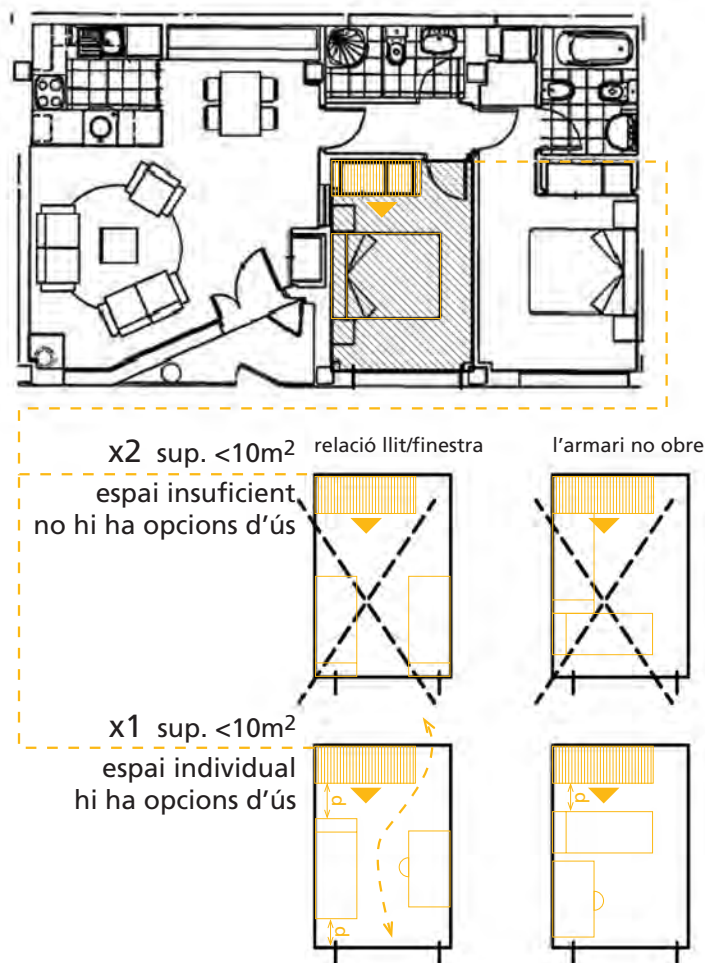 x2 sup. <10m²
relació llit/finestra
l'armari no obre
espai insuficient
no hi ha opcions d'ús
x1 sup. <10m²
espai individual
hi ha opcions d'ús
p
p
p